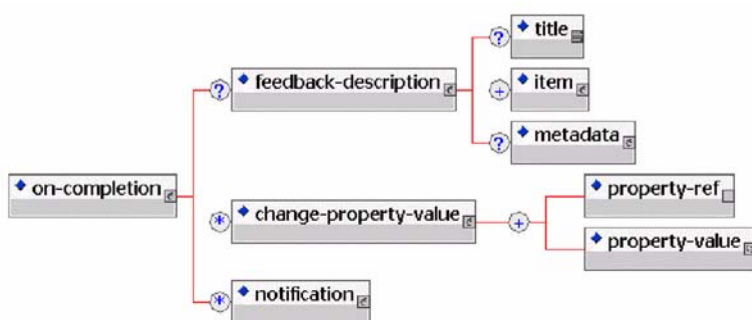 title
?
? feedback-description
+ item
? metadata
on-completion
* change-property-value
+
property-ref
property-value
* notification